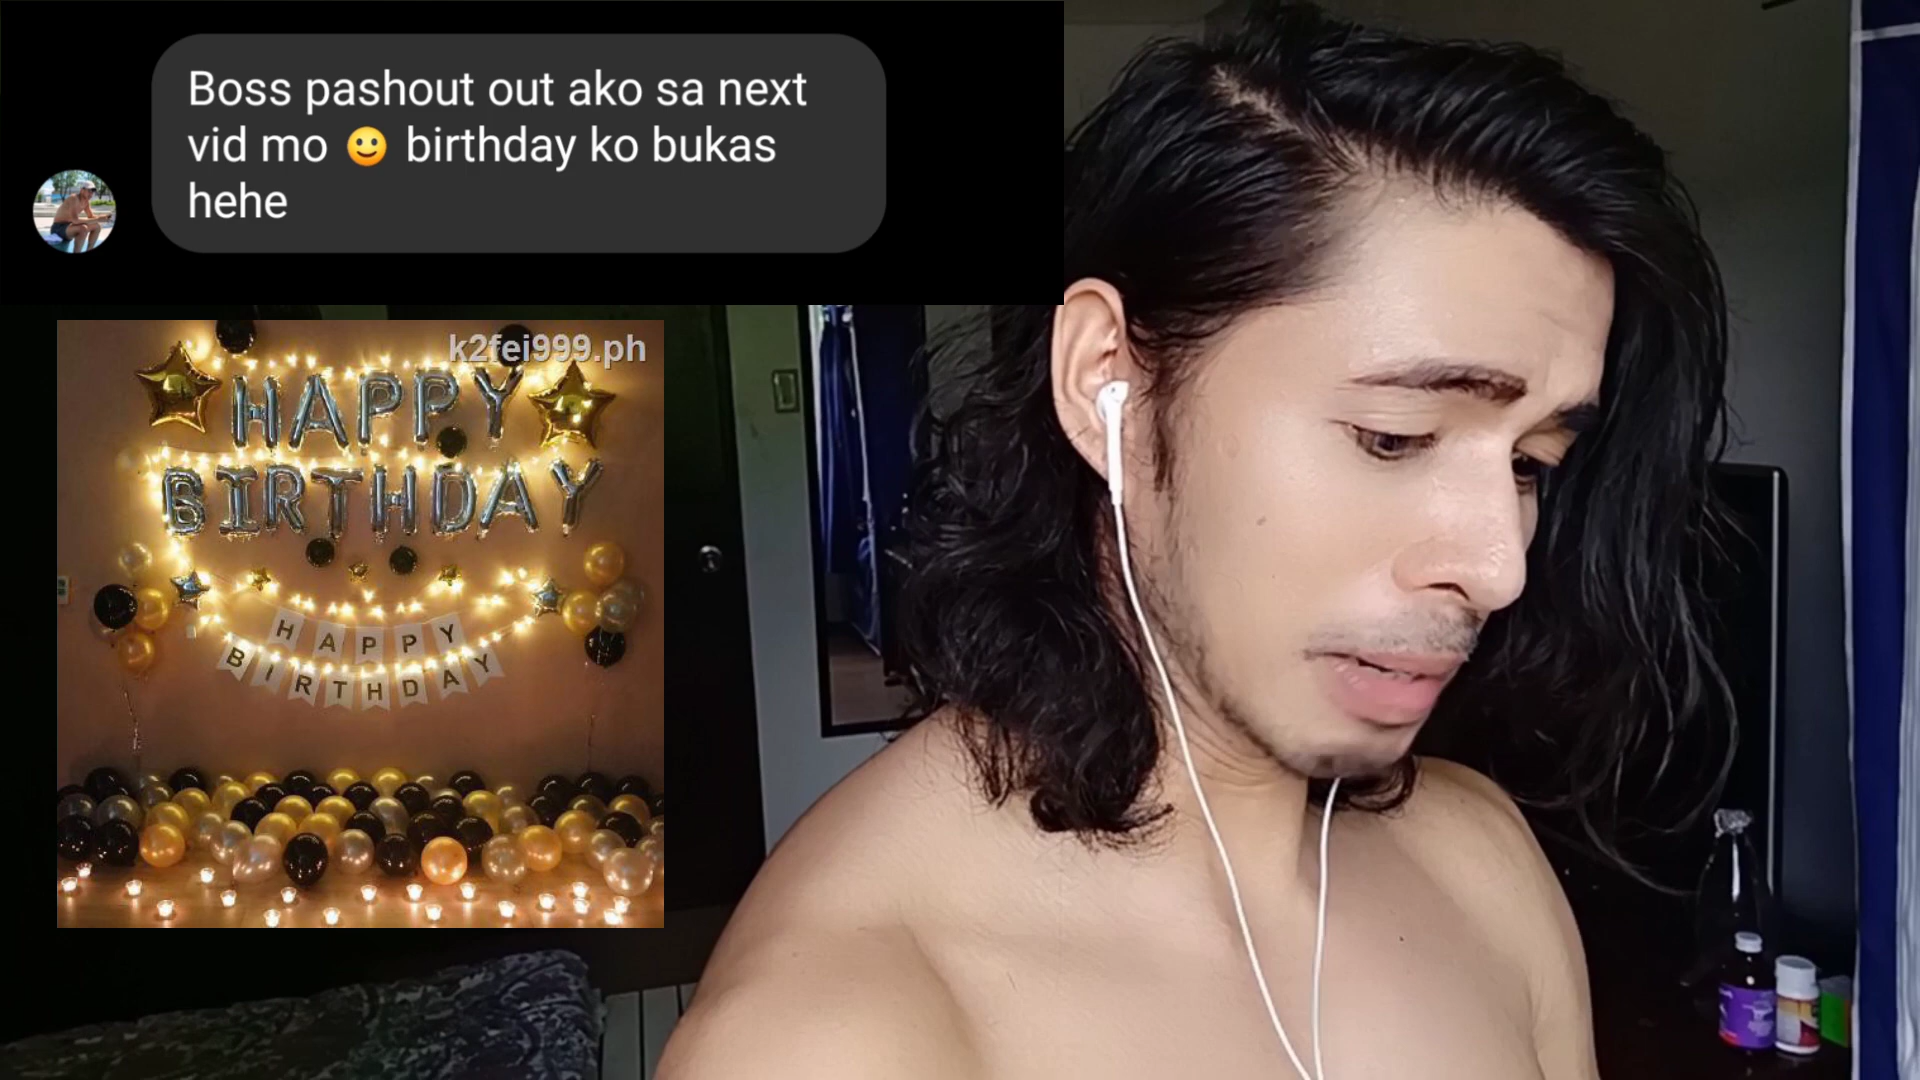 Boss pashout out ako sa next
vid mo 🙂 birthday ko bukas
hehe
k2fei999.ph
HAPPY
BIRTHDAY
HAPPY
BIRTHDAY